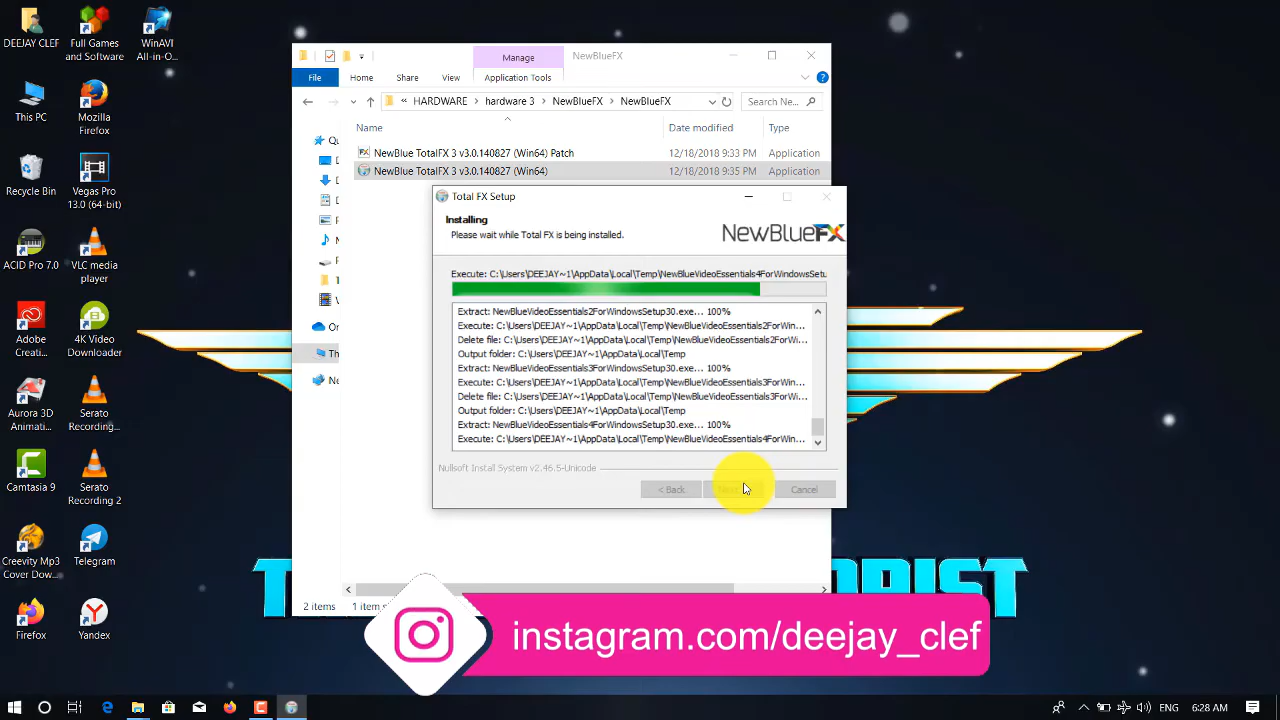 DEEJAY CLEF
Full Games and Software
WinAVI All-in-O...
This PC
Mozilla Firefox
Recycle Bin
Vegas Pro 13.0 (64-bit)
ACID Pro 7.0
VLC media player
Adobe Creati...
4K Video Downloader
Aurora 3D Animati...
Serato Recording...
Camtasia 9
Serato Recording 2
Creevity Mp3 Cover Dow...
Telegram
Firefox
Yandex
Manage
NewBlueFX
File
Home
Share
View
Application Tools
« HARDWARE > hardware 3 > NewBlueFX > NewBlueFX
Search Ne...
Name
Date modified
Type
NewBlue TotalFX 3 v3.0.140827 (Win64) Patch
12/18/2018 9:33 PM
Application
NewBlue TotalFX 3 v3.0.140827 (Win64)
12/18/2018 9:35 PM
Application
Total FX Setup
Installing
Please wait while Total FX is being installed.
NewBlueFX
Execute: C:\Users\DEEJAY~1\AppData\Local\Temp\NewBlueVideoEssentials4ForWindowsSetu
Extract: NewBlueVideoEssentials2ForWindowsSetup30.exe... 100%
Execute: C:\Users\DEEJAY~1\AppData\Local\Temp\NewBlueVideoEssentials2ForWin...
Delete file: C:\Users\DEEJAY~1\AppData\Local\Temp\NewBlueVideoEssentials2ForWi...
Output folder: C:\Users\DEEJAY~1\AppData\Local\Temp
Extract: NewBlueVideoEssentials3ForWindowsSetup30.exe... 100%
Execute: C:\Users\DEEJAY~1\AppData\Local\Temp\NewBlueVideoEssentials3ForWin...
Delete file: C:\Users\DEEJAY~1\AppData\Local\Temp\NewBlueVideoEssentials3ForWi...
Output folder: C:\Users\DEEJAY~1\AppData\Local\Temp
Extract: NewBlueVideoEssentials4ForWindowsSetup30.exe... 100%
Execute: C:\Users\DEEJAY~1\AppData\Local\Temp\NewBlueVideoEssentials4ForWin...
Nullsoft Install System v2.46.5-Unicode
< Back
Cancel
2 items
instagram.com/deejay_clef
ENG
6:28 AM